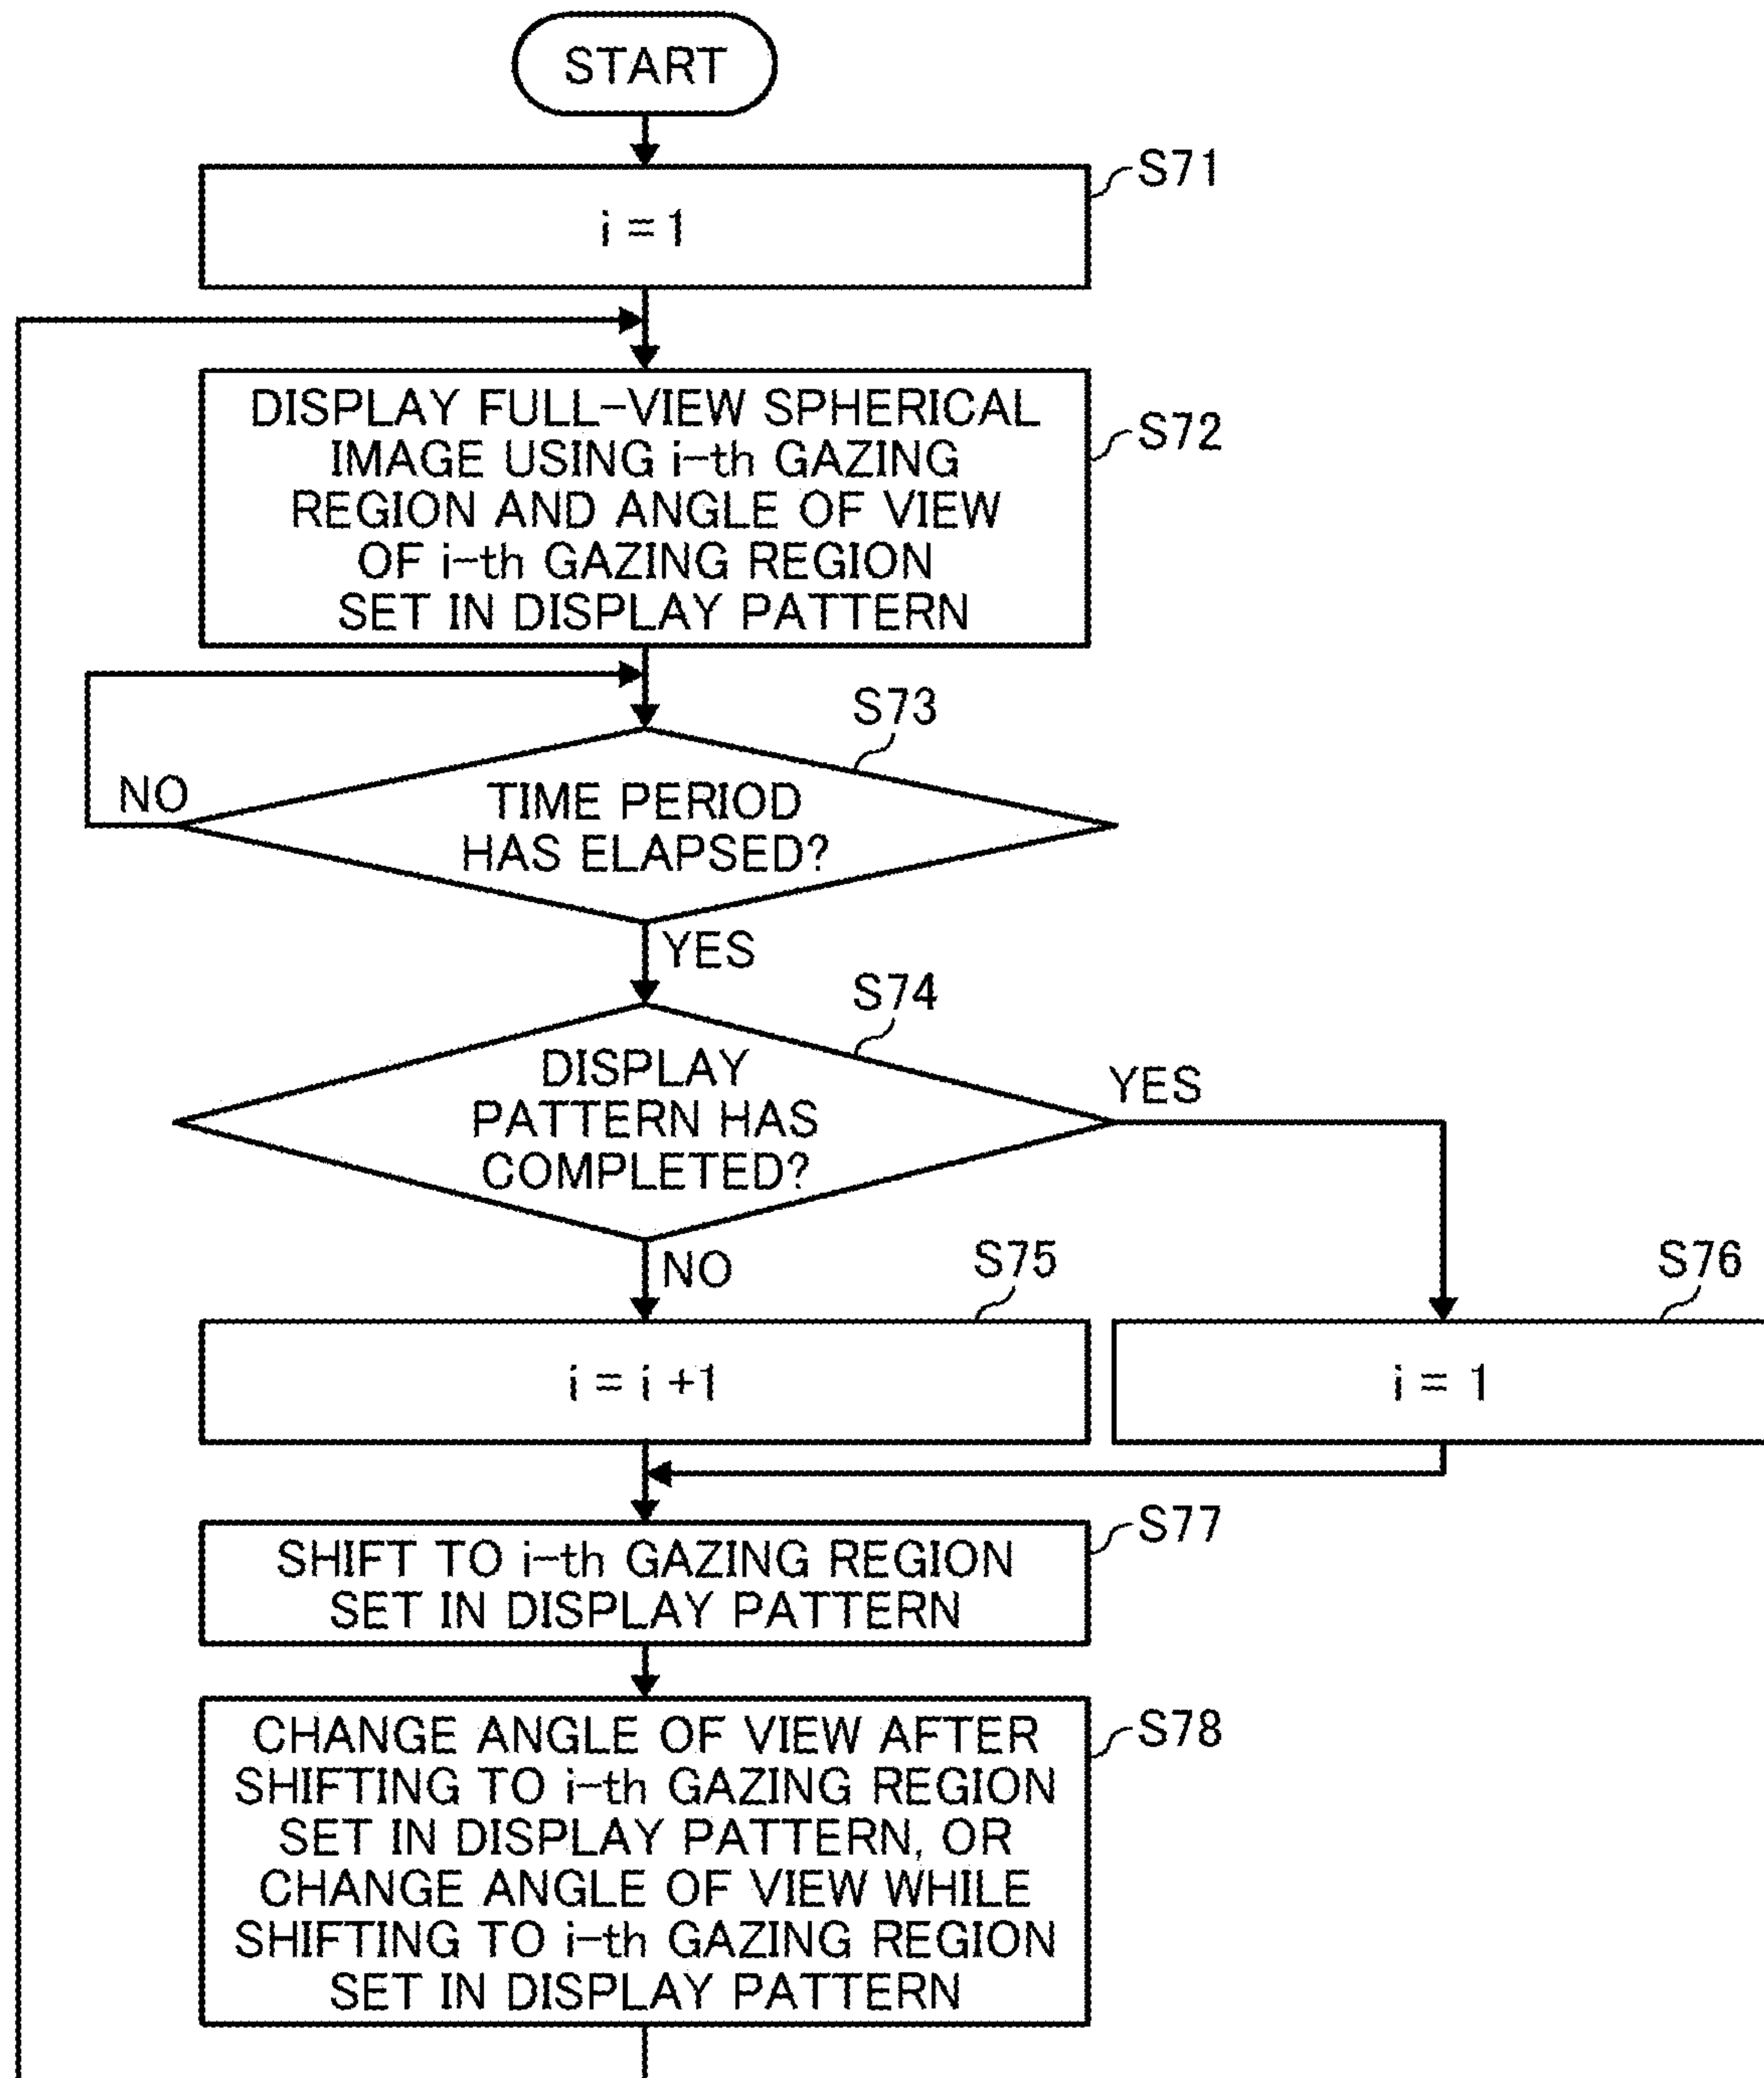 START
S71
i = 1
S72
DISPLAY FULL-VIEW SPHERICAL
IMAGE USING i-th GAZING
REGION AND ANGLE OF VIEW
OF i-th GAZING REGION
SET IN DISPLAY PATTERN
S73
NO
TIME PERIOD
HAS ELAPSED?
YES
S74
DISPLAY
PATTERN HAS
COMPLETED?
YES
NO
S75
S76
i = i +1
i = 1
S77
SHIFT TO i-th GAZING REGION
SET IN DISPLAY PATTERN
S78
CHANGE ANGLE OF VIEW AFTER
SHIFTING TO i-th GAZING REGION
SET IN DISPLAY PATTERN, OR
CHANGE ANGLE OF VIEW WHILE
SHIFTING TO i-th GAZING REGION
SET IN DISPLAY PATTERN